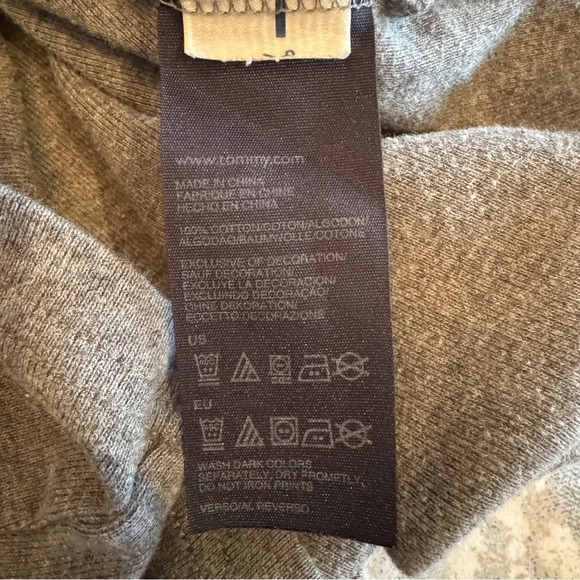 www.tommy.com
MADE IN CHINA
FABRIQUE EN CHINE
HECHO EN CHINA
100% COTTON/COTON/ALGODON/
ALGODAO/BAUMWOLLE/COTONE
EXCLUSIVE OF DECORATION/
SAUF DECORATION/
EXCLUYE LA DECORACION/
EXCLUINDO DECORAÇAO/
OHNE DEKORATION/
ECCETTO DECORAZIONE
US
EU
WASH DARK COLORS
SEPARATELY, DRY PROMPTLY,
DO NOT IRON PRINTS
VERSO/AL REVERSO